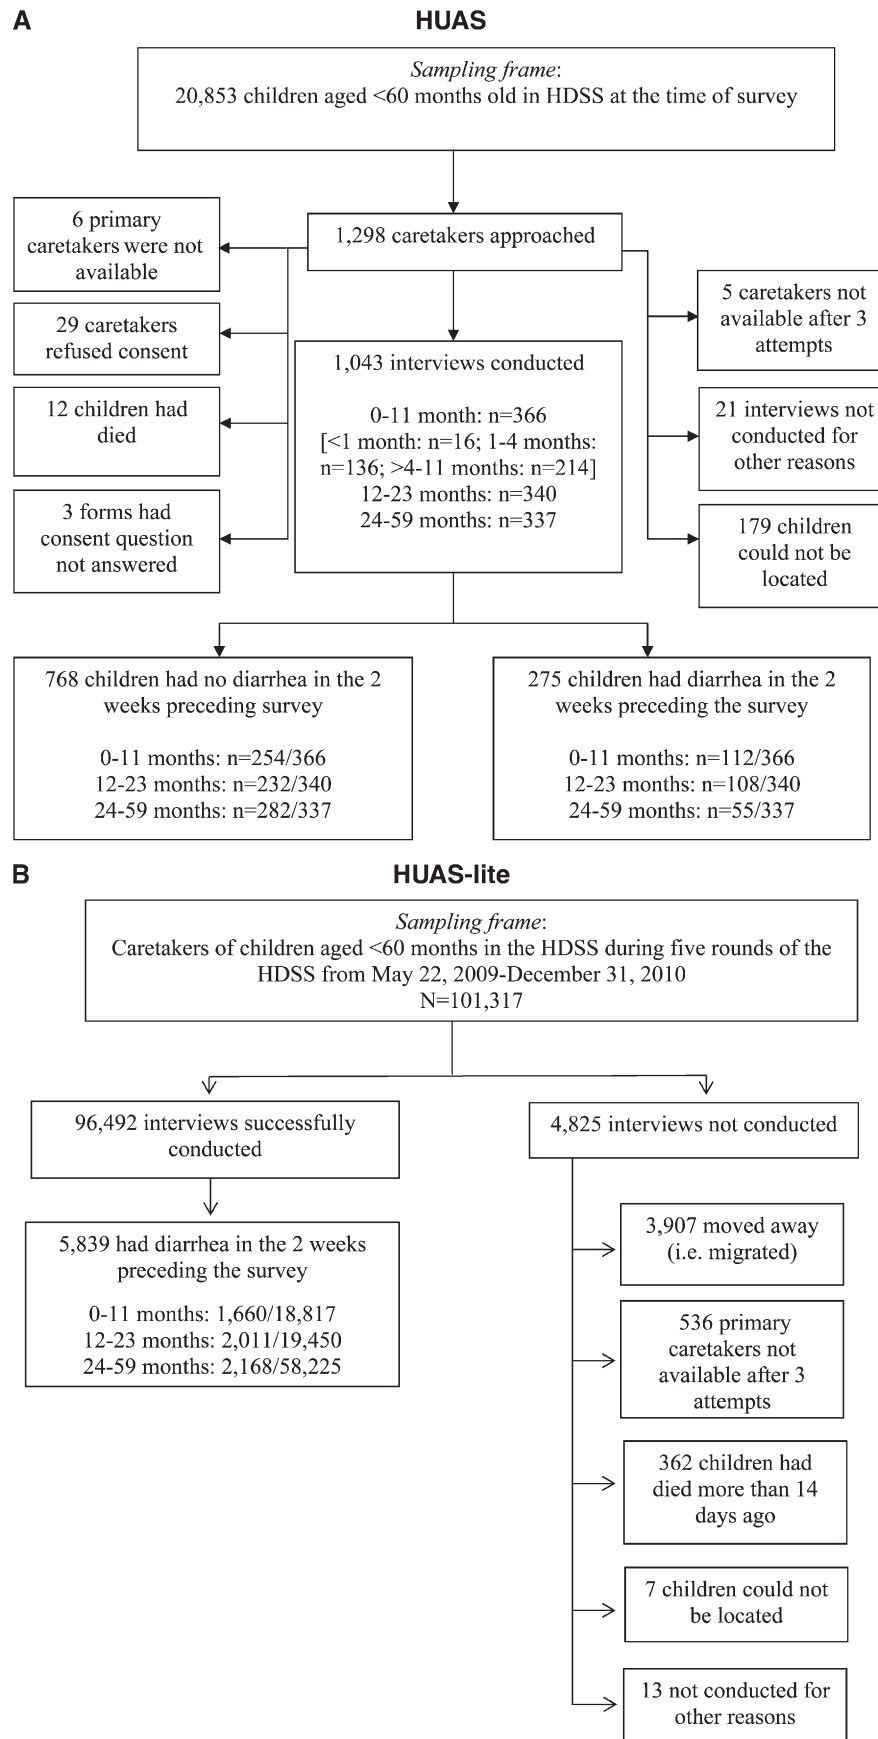 A
HUAS
Sampling frame:
20,853 children aged <60 months old in HDSS at the time of survey
1,298 caretakers approached
6 primary
caretakers were not
available
29 caretakers
refused consent
12 children had
died
3 forms had
consent question
not answered
5 caretakers not
available after 3
attempts
21 interviews not
conducted for
other reasons
179 children
could not be
located
1,043 interviews conducted
0-11 month: n=366
[<1 month: n=16; 1-4 months:
n=136; >4-11 months: n=214]
12-23 months: n=340
24-59 months: n=337
768 children had no diarrhea in the 2
weeks preceding survey
0-11 months: n=254/366
12-23 months: n=232/340
24-59 months: n=282/337
275 children had diarrhea in the 2
weeks preceding the survey
0-11 months: n=112/366
12-23 months: n=108/340
24-59 months: n=55/337
B
HUAS-lite
Sampling frame:
Caretakers of children aged <60 months in the HDSS during five rounds of the
HDSS from May 22, 2009-December 31, 2010
N=101,317
96,492 interviews successfully
conducted
5,839 had diarrhea in the 2 weeks
preceding the survey
0-11 months: 1,660/18,817
12-23 months: 2,011/19,450
24-59 months: 2,168/58,225
4,825 interviews not conducted
3,907 moved away
(i.e. migrated)
536 primary
caretakers not
available after 3
attempts
362 children had
died more than 14
days ago
7 children could not
be located
13 not conducted for
other reasons